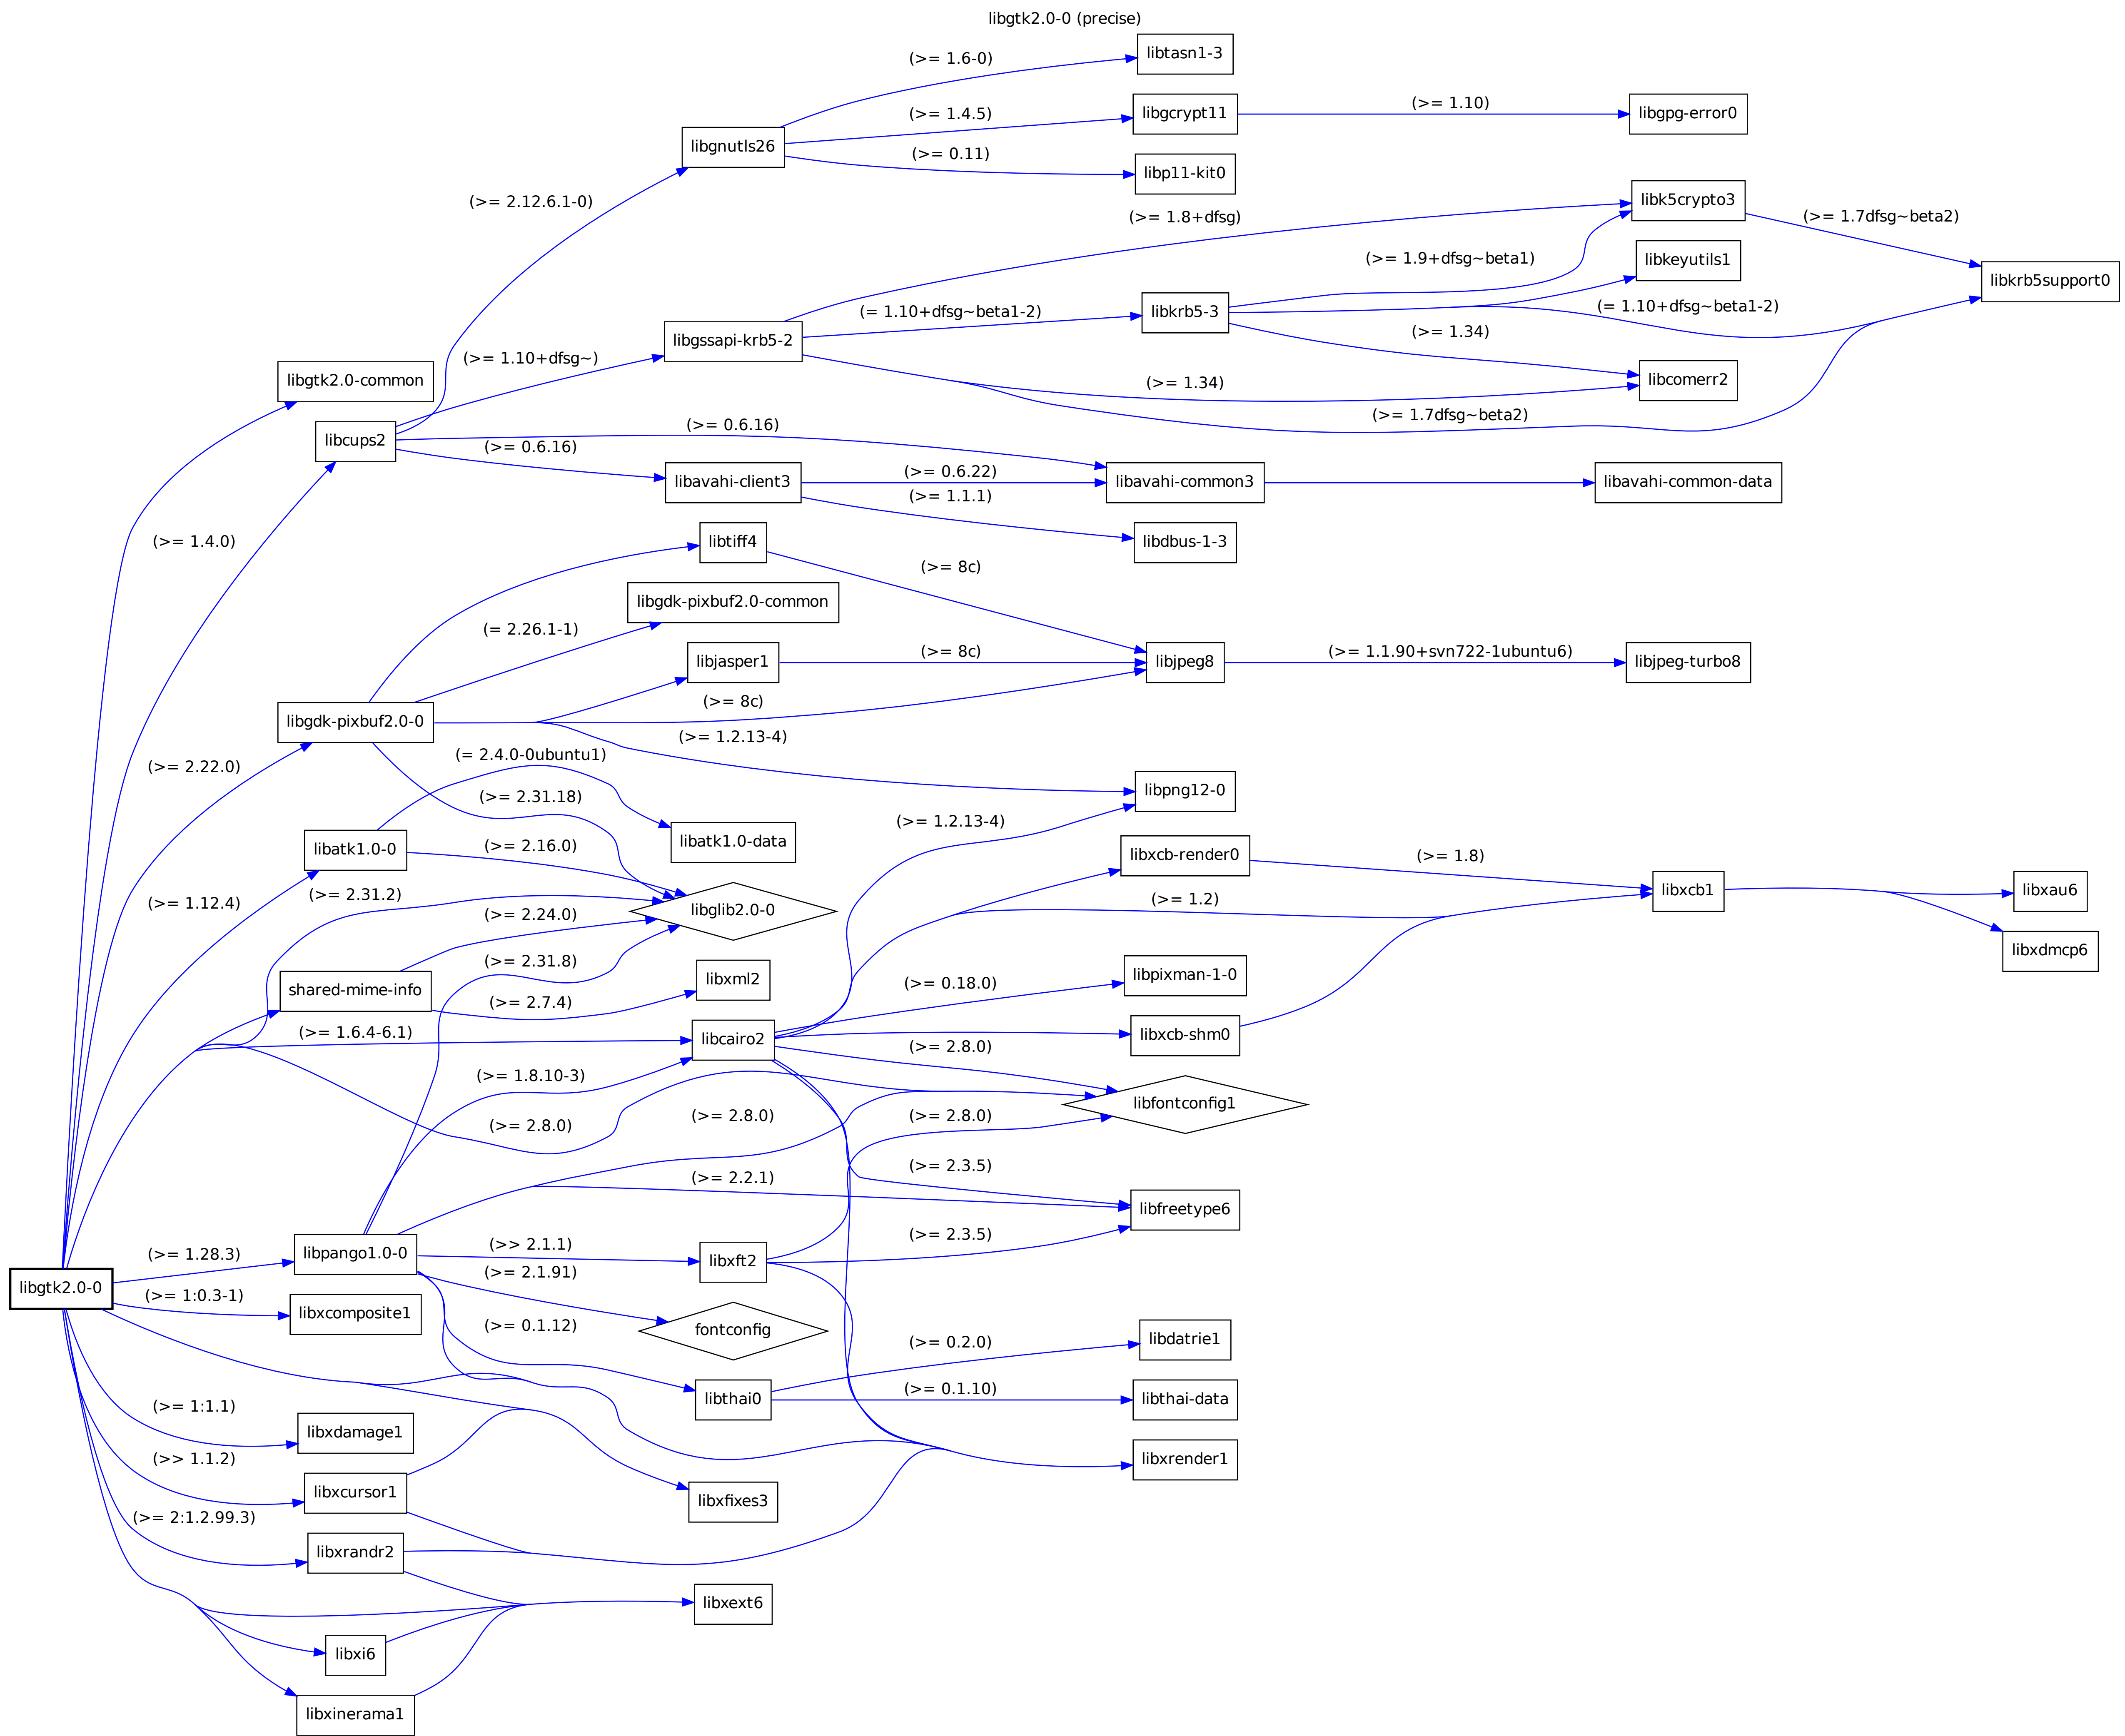 libgtk2.0-0 (precise)
libtasn1-3
(>= 1.6-0)
(>= 1.4.5)
libgcrypt11
(>= 1.10)
libgpg-error0
libgnutls26
(>= 0.11)
libp11-kit0
(>= 2.12.6.1-0)
(>= 1.8+dfsg)
libk5crypto3
(>= 1.7dfsg~beta2)
(>= 1.9+dfsg~beta1)
libkeyutils1
libkrb5support0
(= 1.10+dfsg~beta1-2)
libkrb5-3
(= 1.10+dfsg~beta1-2)
libgssapi-krb5-2
(>= 1.34)
(>= 1.10+dfsg~)
libgtk2.0-common
(>= 1.34)
libcomerr2
(>= 1.7dfsg~beta2)
libcups2
(>= 0.6.16)
(>= 0.6.16)
(>= 0.6.22)
libavahi-client3
libavahi-common3
libavahi-common-data
(>= 1.1.1)
(>= 1.4.0)
libtiff4
libdbus-1-3
(>= 8c)
libgdk-pixbuf2.0-common
(= 2.26.1-1)
libjasper1
(>= 8c)
libjpeg8
(>= 1.1.90+svn722-1ubuntu6)
libjpeg-turbo8
(>= 8c)
libgdk-pixbuf2.0-0
(>= 1.2.13-4)
(= 2.4.0-0ubuntu1)
(>= 2.22.0)
(>= 2.31.18)
libpng12-0
(>= 1.2.13-4)
libatk1.0-0
(>= 2.16.0)
libatk1.0-data
libxcb-render0
(>= 1.8)
(>= 2.31.2)
(>= 1.12.4)
(>= 2.24.0)
libglib2.0-0
(>= 1.2)
libxcb1
libxau6
libxdmcp6
(>= 2.31.8)
shared-mime-info
(>= 2.7.4)
libxml2
(>= 0.18.0)
libpixman-1-0
(>= 1.6.4-6.1)
libcairo2
libxcb-shm0
(>= 2.8.0)
(>= 1.8.10-3)
libfontconfig1
(>= 2.8.0)
(>= 2.8.0)
(>= 2.8.0)
(>= 2.3.5)
(>= 2.2.1)
libfreetype6
(>= 2.3.5)
libpango1.0-0
(>> 2.1.1)
libxft2
(>= 1.28.3)
(>= 2.1.91)
libgtk2.0-0
(>= 1:0.3-1)
libxcomposite1
(>= 0.1.12)
fontconfig
(>= 0.2.0)
libdatrie1
libthai0
(>= 0.1.10)
libthai-data
(>= 1:1.1)
libxdamage1
(>> 1.1.2)
libxrender1
libxcursor1
libxfixes3
(>= 2:1.2.99.3)
libxrandr2
libxext6
libxi6
libxinerama1